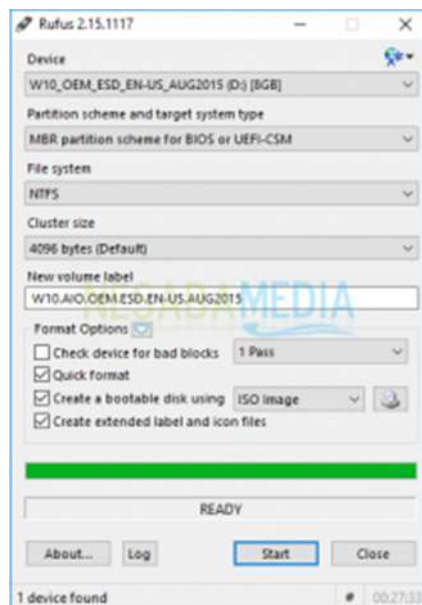 Rufus 2.15.1117
Device
W10_OEM_ESD_EN-US_AUG2015 (D:) [8GB]
Partition scheme and target system type
MBR partition scheme for BIOS or UEFI-CSM
File system
NTFS
Cluster size
4096 bytes (Default)
New volume label
W10.AIO.OEM.ESD.EN-US.AUG2015
NESABAMEDIA
Format Options
Check device for bad blocks 1 Pass
Quick format
Create a bootable disk using ISO Image
Create extended label and icon files
READY
About... Log Start Close
1 device found # 00:27:33